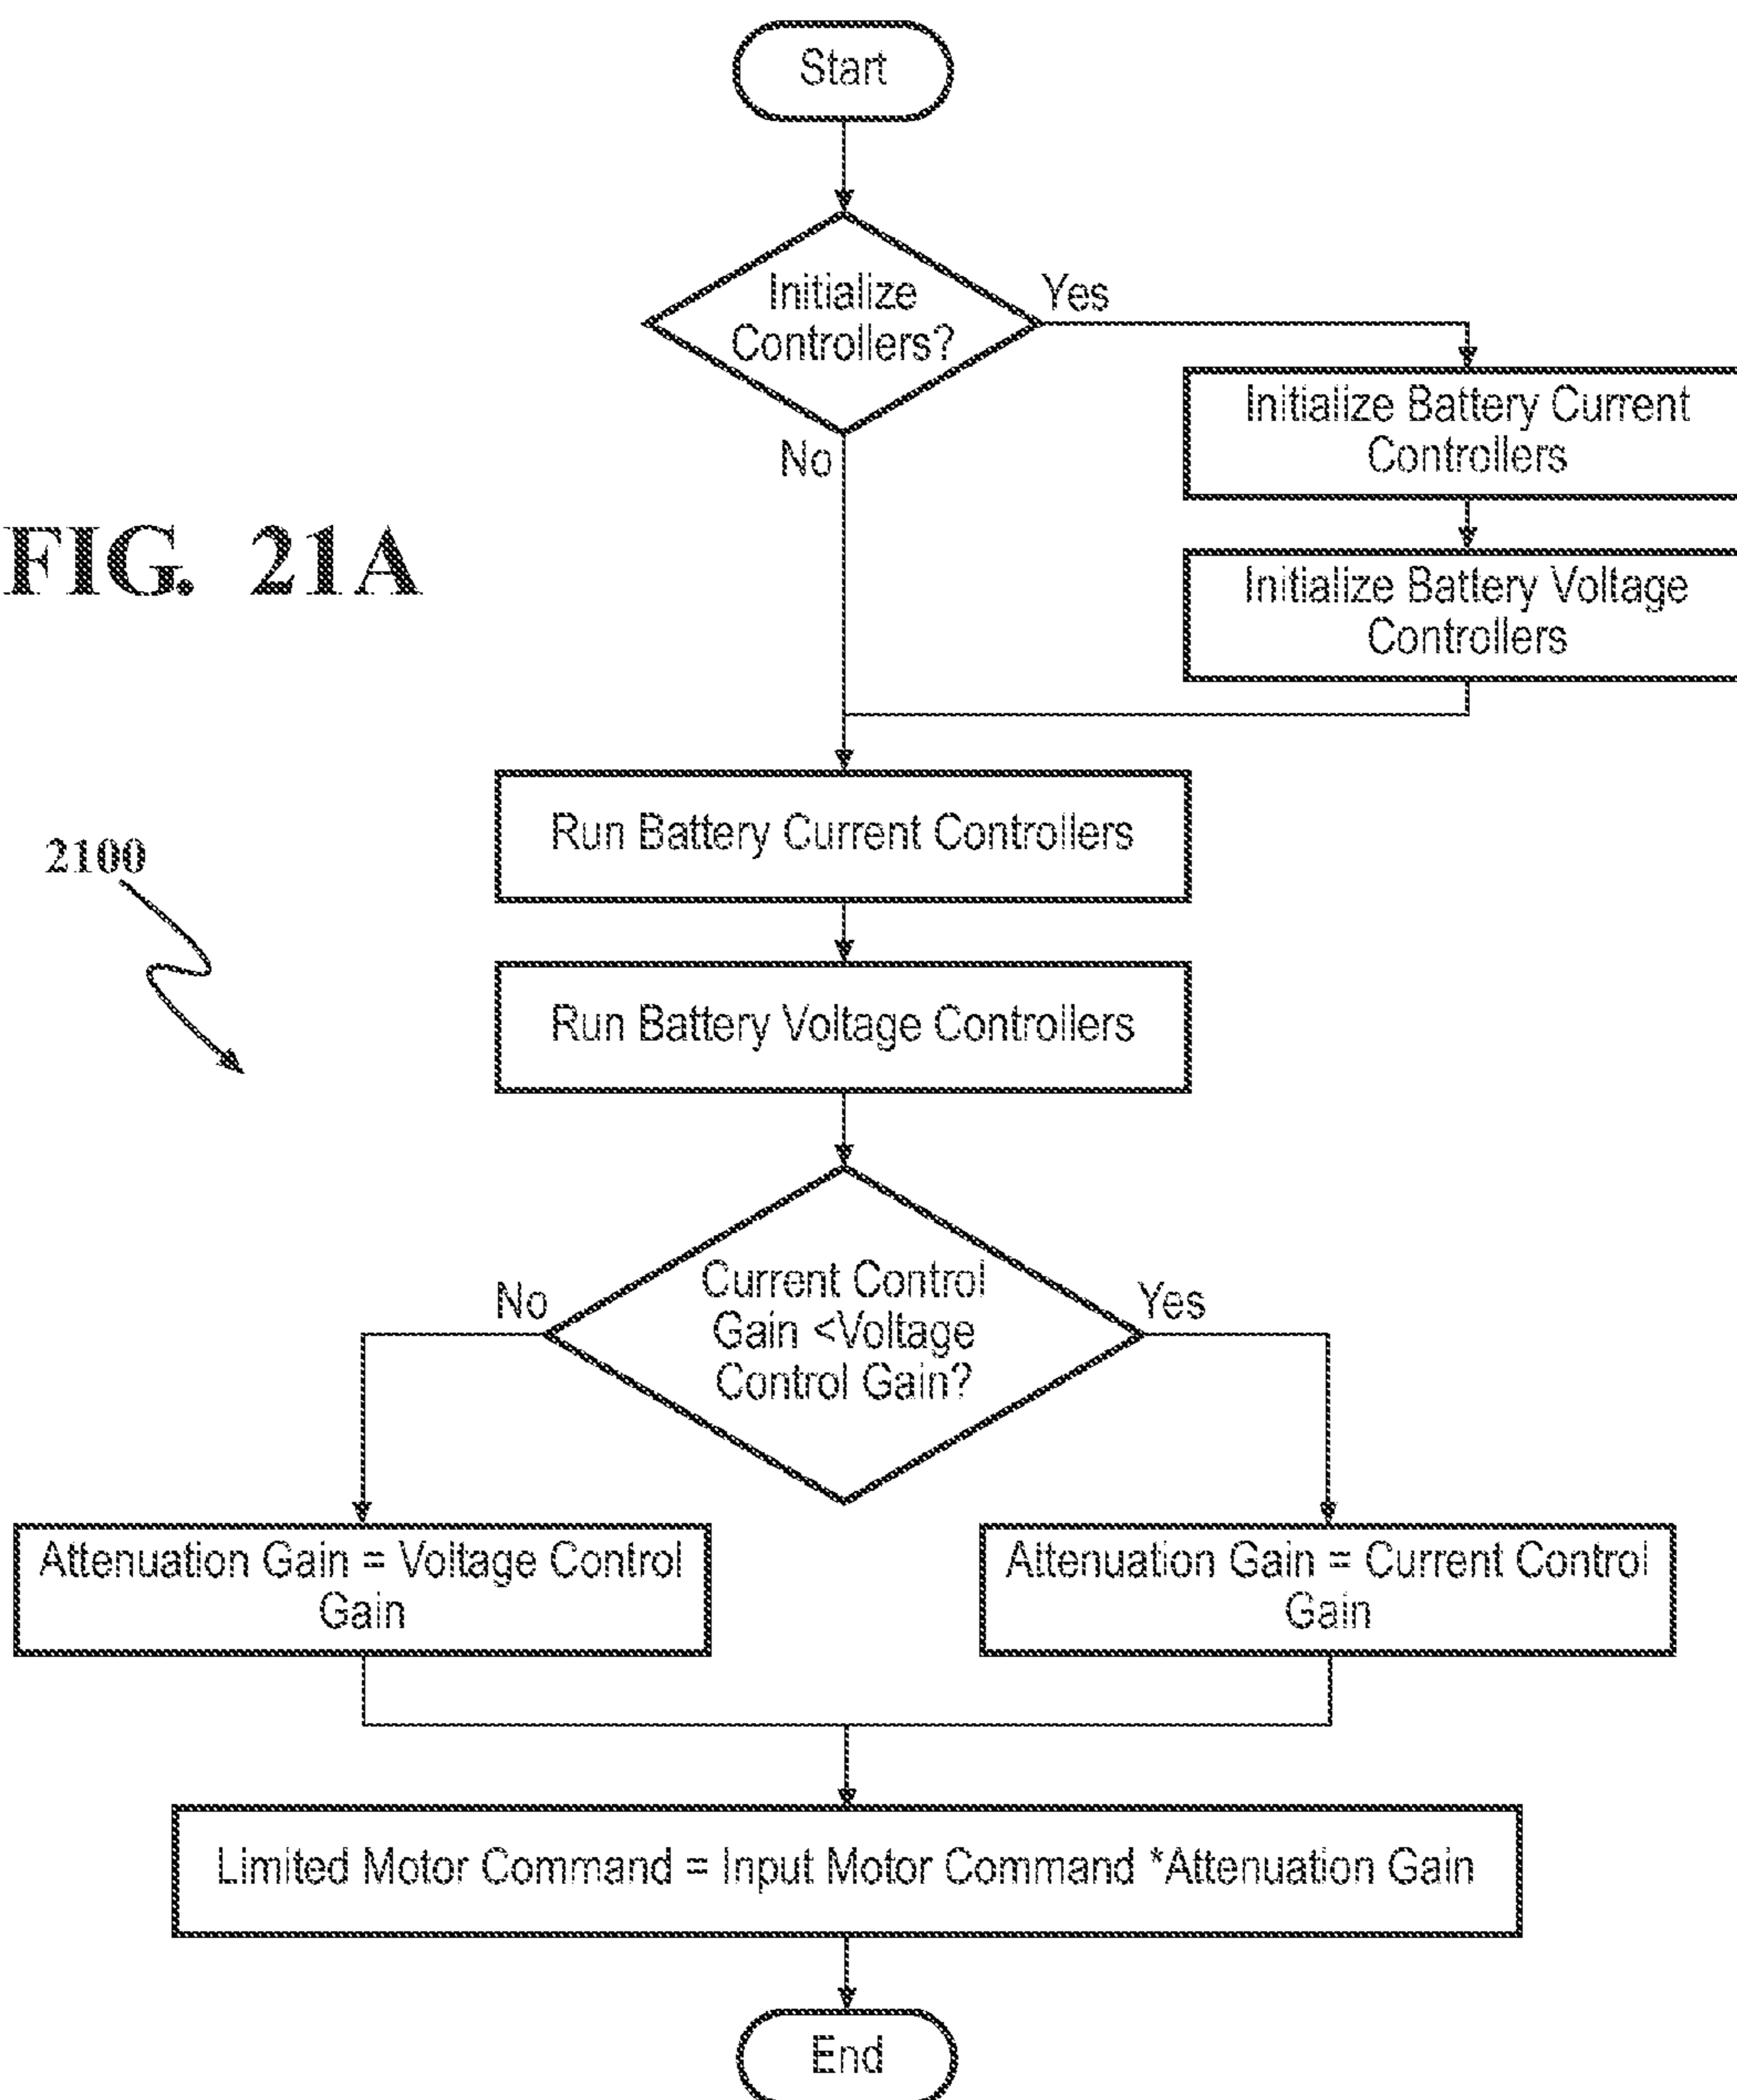 Start
Initialize
Controllers?
Yes
No
Initialize Battery Current
Controllers
Initialize Battery Voltage
Controllers
FIG. 21A
Run Battery Current Controllers
2100
Run Battery Voltage Controllers
Current Control
Gain <Voltage
Control Gain?
No
Yes
Attenuation Gain = Voltage Control
Gain
Attenuation Gain = Current Control
Gain
Limited Motor Command = Input Motor Command *Attenuation Gain
End